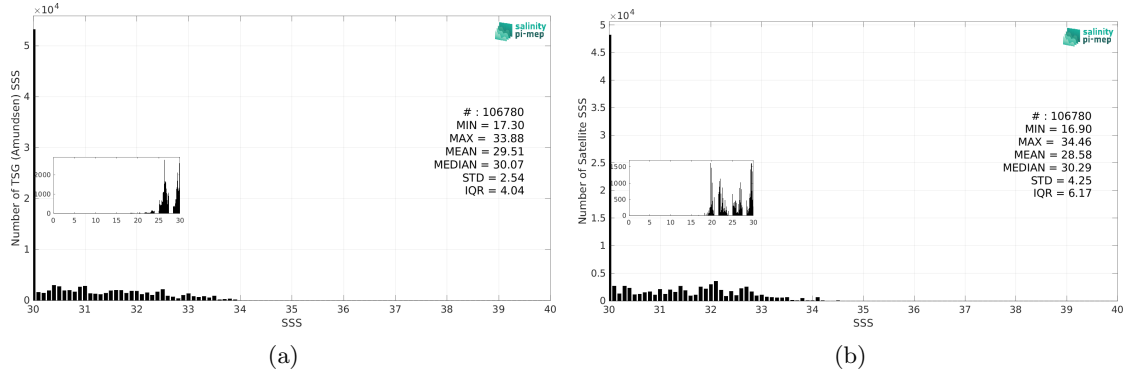 ×10⁴
salinity
pi-mep
Number of TSG (Amundsen) SSS
5
4
3
2
1
0
# : 106780
MIN = 17.30
MAX = 33.88
MEAN = 29.51
MEDIAN = 30.07
STD = 2.54
IQR = 4.04
2000
1000
0
0 5 10 15 20 25 30
30 31 32 33 34 35 36 37 38 39 40
SSS
(a)
×10⁴
salinity
pi-mep
Number of Satellite SSS
5
4.5
4
3.5
3
2.5
2
1.5
1
0.5
0
# : 106780
MIN = 16.90
MAX = 34.46
MEAN = 28.58
MEDIAN = 30.29
STD = 4.25
IQR = 6.17
1500
1000
500
0
0 5 10 15 20 25 30
30 31 32 33 34 35 36 37 38 39 40
SSS
(b)